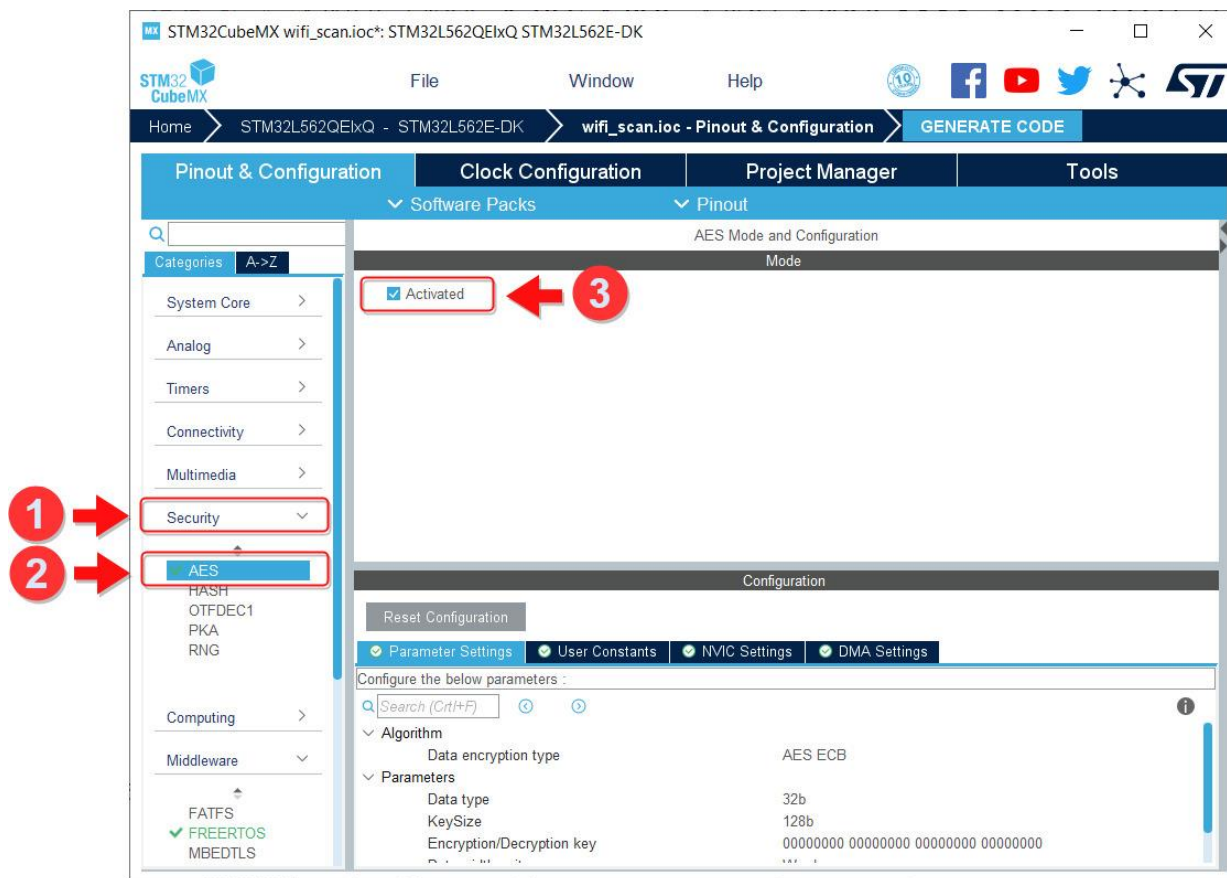 MX STM32CubeMX wifi_scan.ioc*: STM32L562QEIxQ STM32L562E-DK
STM32 CubeMX
File Window Help
10
Home STM32L562QEIxQ - STM32L562E-DK wifi_scan.ioc - Pinout & Configuration GENERATE CODE
Pinout & Configuration Clock Configuration Project Manager Tools
Software Packs Pinout
AES Mode and Configuration
Categories A->Z
Mode
Activated
3
System Core
Analog
Timers
Connectivity
Multimedia
1
Security
2
AES
HASH
OTFDEC1
PKA
RNG
Computing
Middleware
FATFS
FREERTOS
MBEDTLS
Configuration
Reset Configuration
Parameter Settings User Constants NVIC Settings DMA Settings
Configure the below parameters :
Search (Crtl+F)
Algorithm
Data encryption type AES ECB
Parameters
Data type 32b
KeySize 128b
Encryption/Decryption key 00000000 00000000 00000000 00000000